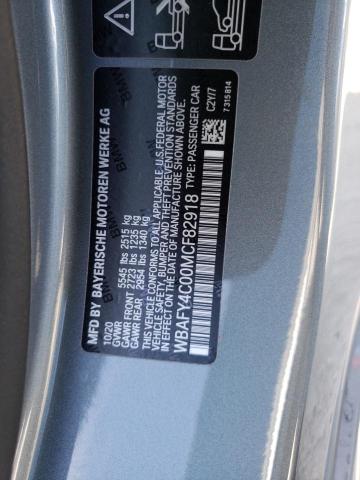 MFD BY BAYERISCHE MOTOREN WERKE AG
10/20
GVWR 5545 lbs 2515 kg
GAWR FRONT 2723 lbs 1235 kg
GAWR REAR 2954 lbs 1340 kg
THIS VEHICLE CONFORMS TO ALL APPLICABLE U.S. FEDERAL MOTOR
VEHICLE SAFETY, BUMPER, AND THEFT PREVENTION STANDARDS
IN EFFECT ON THE DATE OF MANUFACTURE SHOWN ABOVE.
WBAFY4C00MCF82918 TYPE: PASSENGER CAR
C2Y/7
7 315 814